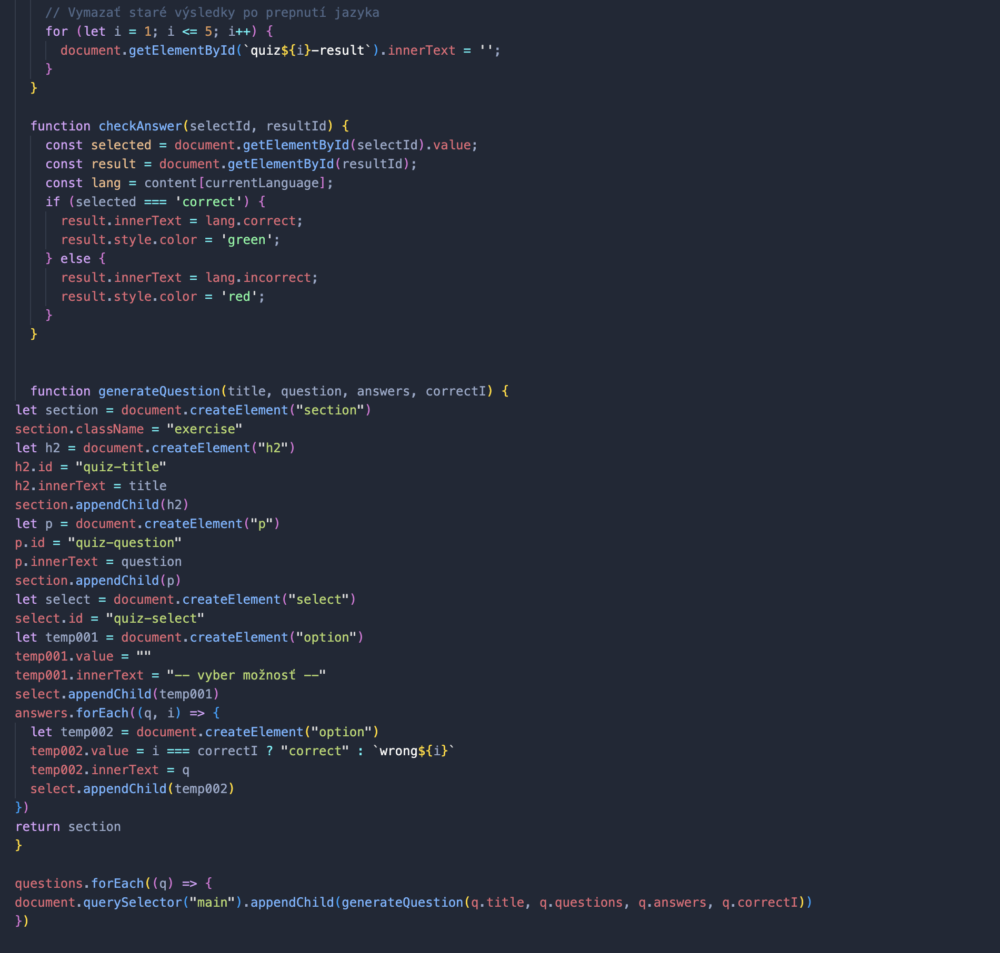 // Vymazať staré výsledky po prepnutí jazyka
for (let i = 1; i <= 5; i++) {
document.getElementById(`quiz${i}-result`).innerText = '';
}
}
function checkAnswer(selectId, resultId) {
const selected = document.getElementById(selectId).value;
const result = document.getElementById(resultId);
const lang = content[currentLanguage];
if (selected === 'correct') {
result.innerText = lang.correct;
result.style.color = 'green';
} else {
result.innerText = lang.incorrect;
result.style.color = 'red';
}
}
function generateQuestion(title, question, answers, correctI) {
let section = document.createElement("section")
section.className = "exercise"
let h2 = document.createElement("h2")
h2.id = "quiz-title"
h2.innerText = title
section.appendChild(h2)
let p = document.createElement("p")
p.id = "quiz-question"
p.innerText = question
section.appendChild(p)
let select = document.createElement("select")
select.id = "quiz-select"
let temp001 = document.createElement("option")
temp001.value = ""
temp001.innerText = "-- vyber možnosť --"
select.appendChild(temp001)
answers.forEach((q, i) => {
let temp002 = document.createElement("option")
temp002.value = i === correctI ? "correct" : `wrong${i}`
temp002.innerText = q
select.appendChild(temp002)
})
return section
}
questions.forEach((q) => {
document.querySelector("main").appendChild(generateQuestion(q.title, q.questions, q.answers, q.correctI))
})